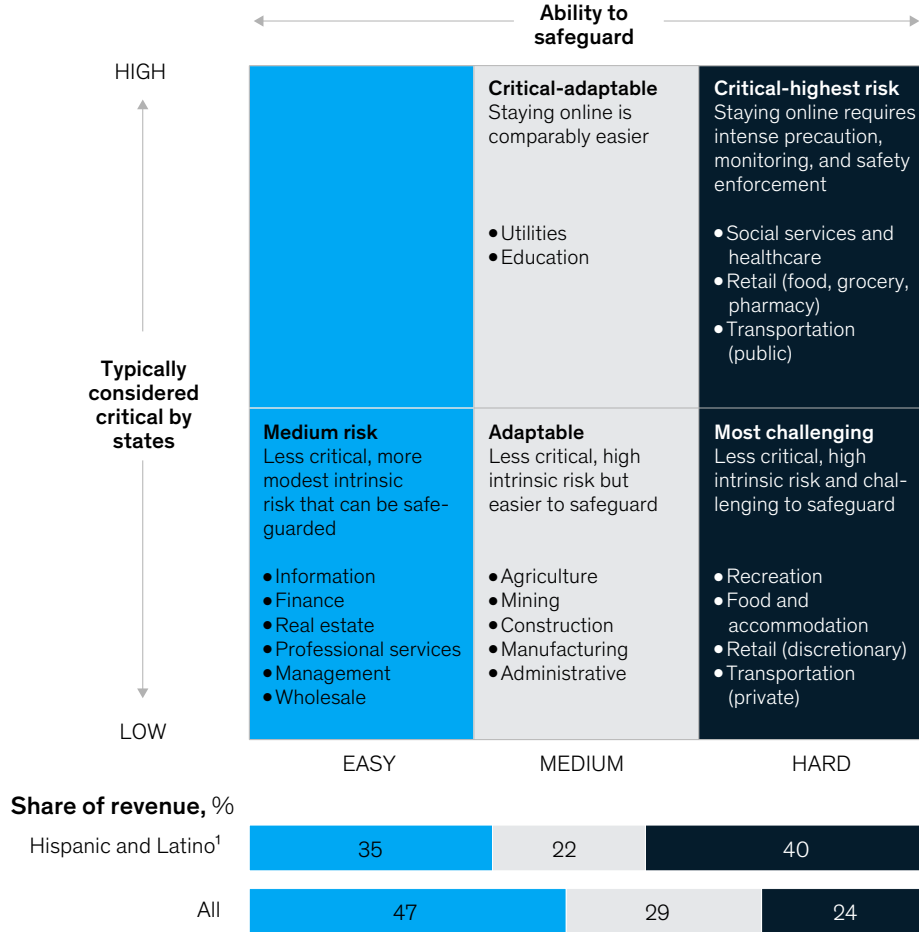 Ability to
safeguard
HIGH
Typically
considered
critical by
states
LOW
Critical-adaptable
Staying online is
comparably easier
• Utilities
• Education
Critical-highest risk
Staying online requires
intense precaution,
monitoring, and safety
enforcement
• Social services and
healthcare
• Retail (food, grocery,
pharmacy)
• Transportation
(public)
Medium risk
Less critical, more
modest intrinsic
risk that can be safe-
guarded
• Information
• Finance
• Real estate
• Professional services
• Management
• Wholesale
Adaptable
Less critical, high
intrinsic risk but
easier to safeguard
• Agriculture
• Mining
• Construction
• Manufacturing
• Administrative
Most challenging
Less critical, high
intrinsic risk and chal-
lenging to safeguard
• Recreation
• Food and
accommodation
• Retail (discretionary)
• Transportation
(private)
EASY MEDIUM HARD
Share of revenue, %
Hispanic and Latino¹ 35 22 40
All 47 29 24